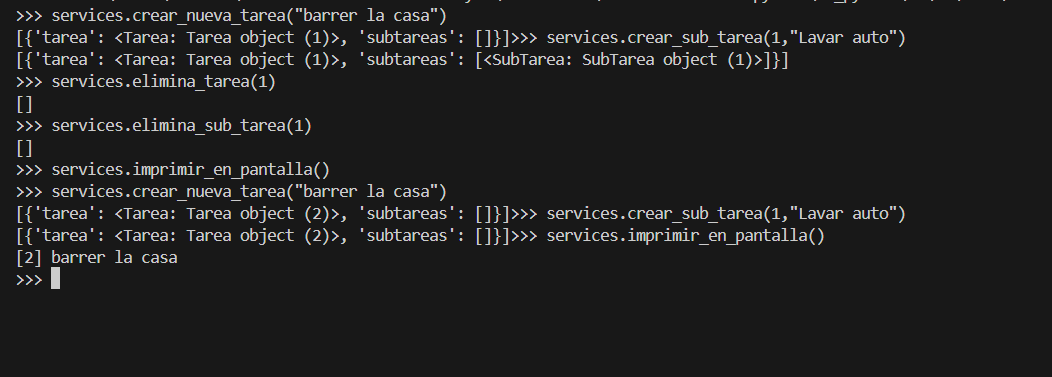 >>> services.crear_nueva_tarea("barrer la casa")
[{'tarea': <Tarea: Tarea object (1)>, 'subtareas': []}]>>> services.crear_sub_tarea(1,"Lavar auto")
[{'tarea': <Tarea: Tarea object (1)>, 'subtareas': [<SubTarea: SubTarea object (1)>]}]
>>> services.elimina_tarea(1)
[]
>>> services.elimina_sub_tarea(1)
[]
>>> services.imprimir_en_pantalla()
>>> services.crear_nueva_tarea("barrer la casa")
[{'tarea': <Tarea: Tarea object (2)>, 'subtareas': []}]>>> services.crear_sub_tarea(1,"Lavar auto")
[{'tarea': <Tarea: Tarea object (2)>, 'subtareas': []}]>>> services.imprimir_en_pantalla()
[2] barrer la casa
>>>